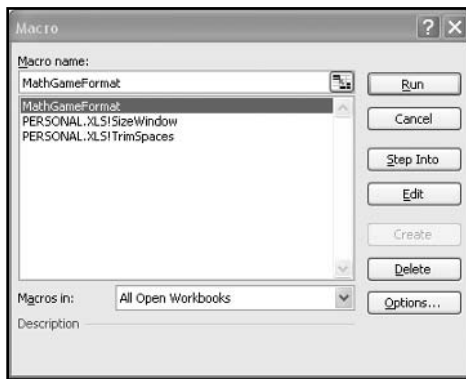 Macro
Macro name:
MathGameFormat
MathGameFormat
PERSONAL.XLS!SizeWindow
PERSONAL.XLS!TrimSpaces
Run
Cancel
Step Into
Edit
Create
Delete
Options...
Macros in: All Open Workbooks
Description